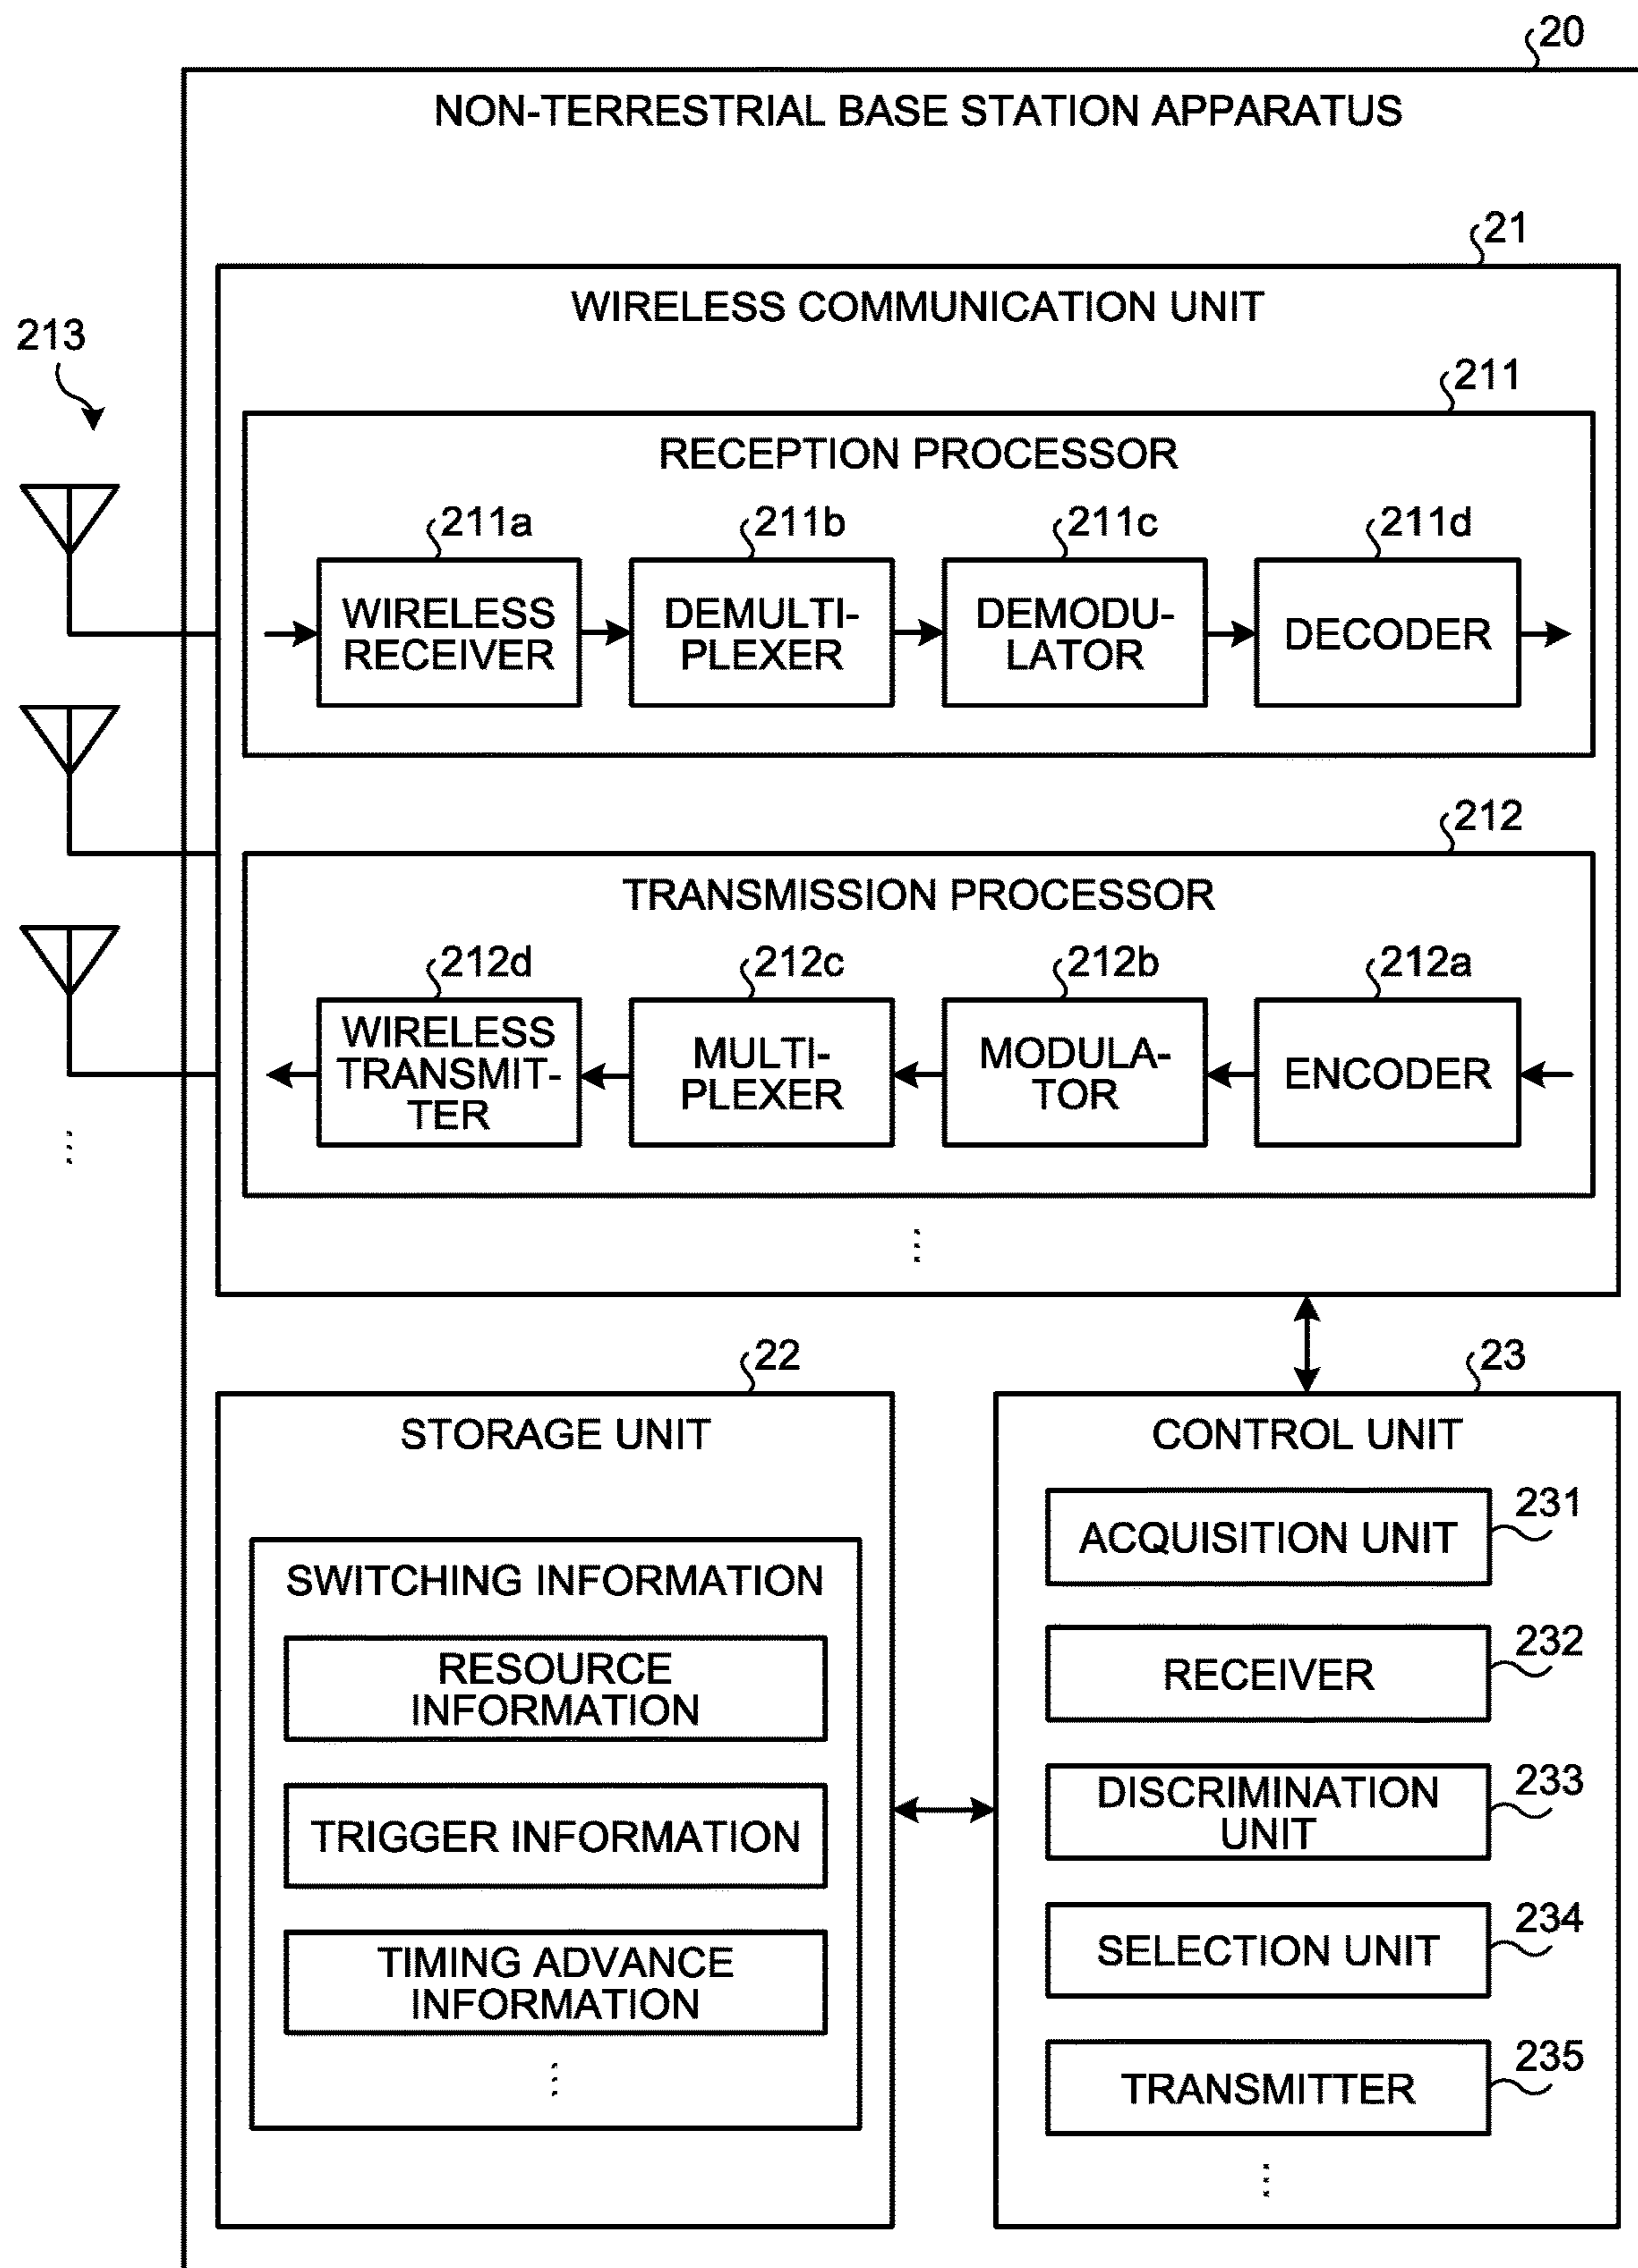 20
NON-TERRESTRIAL BASE STATION APPARATUS
21
WIRELESS COMMUNICATION UNIT
213
211
RECEPTION PROCESSOR
211a
211b
211c
211d
WIRELESS
RECEIVER
DEMULTI-
PLEXER
DEMODU-
LATOR
DECODER
212
TRANSMISSION PROCESSOR
212d
212c
212b
212a
WIRELESS
TRANSMIT-
TER
MULTI-
PLEXER
MODULA-
TOR
ENCODER
22
STORAGE UNIT
SWITCHING INFORMATION
RESOURCE
INFORMATION
TRIGGER INFORMATION
TIMING ADVANCE
INFORMATION
23
CONTROL UNIT
231
ACQUISITION UNIT
232
RECEIVER
233
DISCRIMINATION
UNIT
234
SELECTION UNIT
235
TRANSMITTER